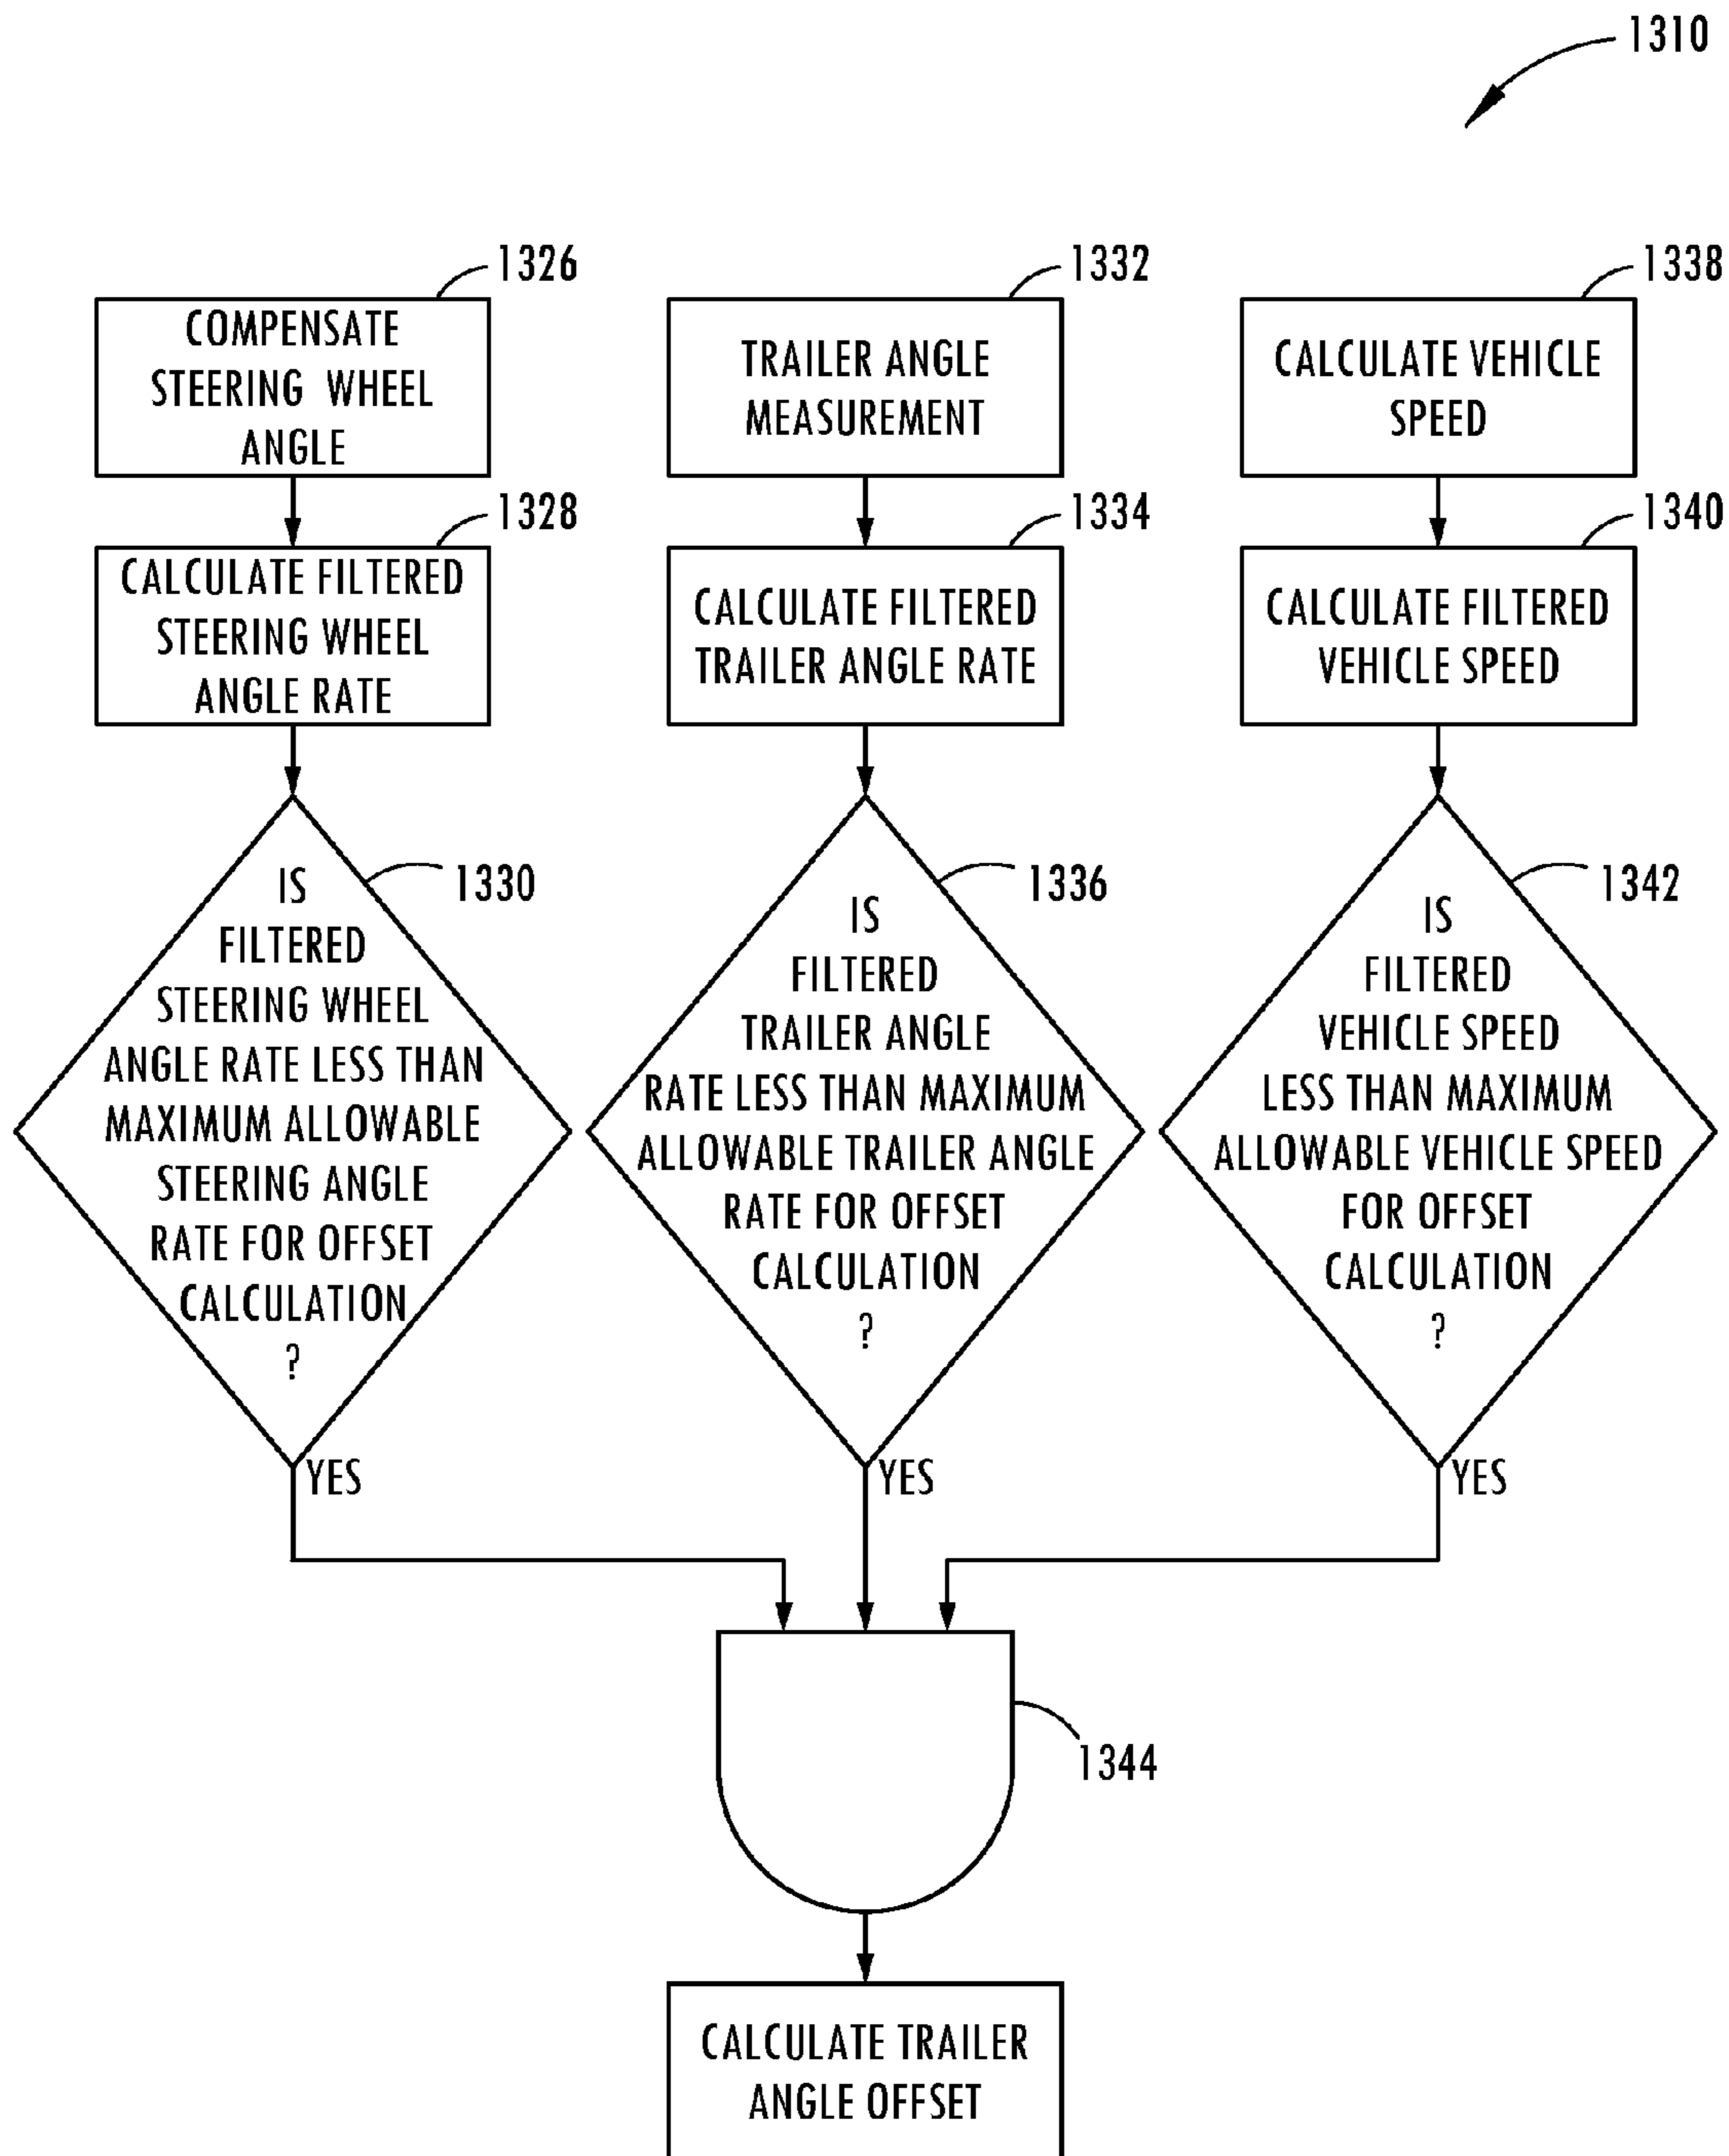 1310
1326
COMPENSATE
STEERING WHEEL
ANGLE
1332
TRAILER ANGLE
MEASUREMENT
1338
CALCULATE VEHICLE
SPEED
1328
CALCULATE FILTERED
STEERING WHEEL
ANGLE RATE
1334
CALCULATE FILTERED
TRAILER ANGLE RATE
1340
CALCULATE FILTERED
VEHICLE SPEED
1330
IS
FILTERED
STEERING WHEEL
ANGLE RATE LESS THAN
MAXIMUM ALLOWABLE
STEERING ANGLE
RATE FOR OFFSET
CALCULATION
?
YES
1336
IS
FILTERED
TRAILER ANGLE
RATE LESS THAN MAXIMUM
ALLOWABLE TRAILER ANGLE
RATE FOR OFFSET
CALCULATION
?
YES
1342
IS
FILTERED
VEHICLE SPEED
LESS THAN MAXIMUM
ALLOWABLE VEHICLE SPEED
FOR OFFSET
CALCULATION
?
YES
1344
CALCULATE TRAILER
ANGLE OFFSET